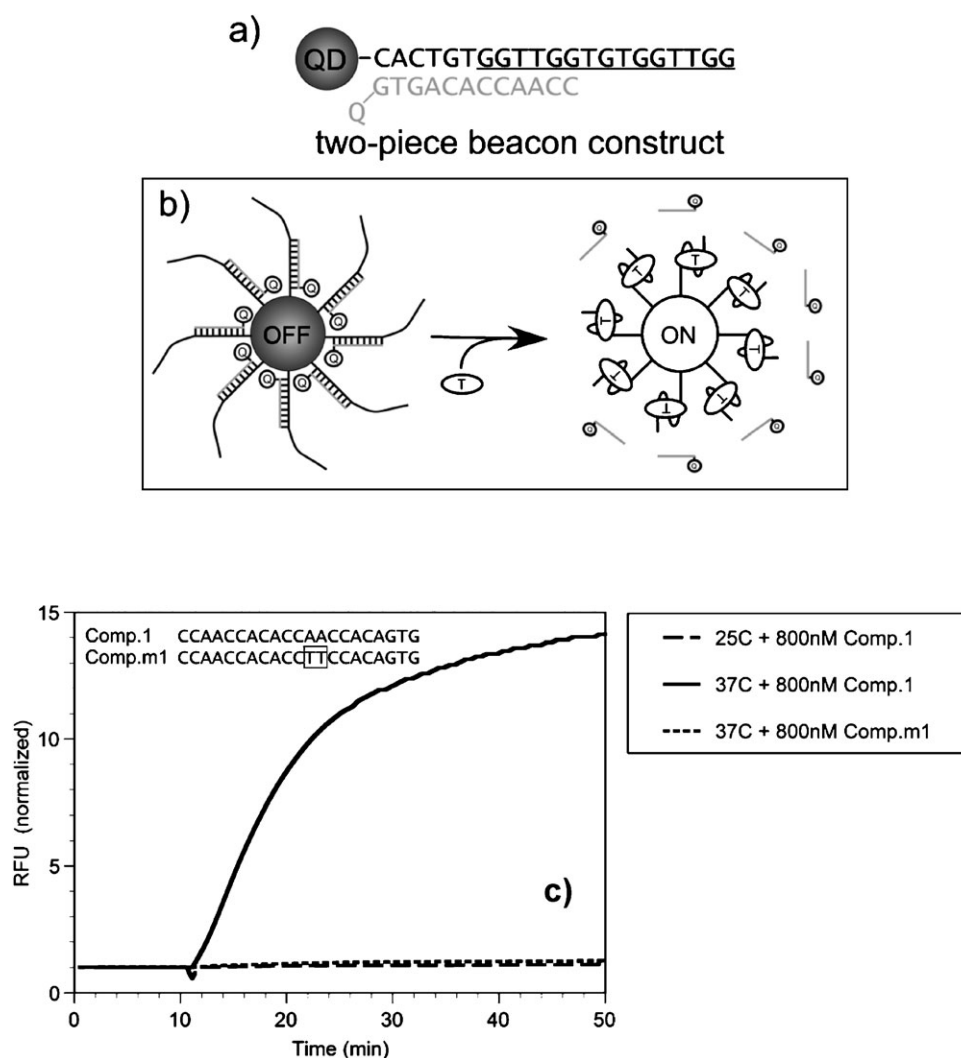 a)
QD
CACTGTGGTTGGTGTGGTTGG
GTGACACCAACC
Q
two-piece beacon construct
b)
Q Q Q Q Q Q Q Q
OFF
T
T T T T T T T T
ON
Q Q Q Q Q Q Q Q
15
Comp.1 CCAACCACACCAACCACAGTG
Comp.m1 CCAACCACACCTTCCACAGTG
10
RFU (normalized)
5
c)
0
0 10 20 30 40 50
Time (min)
25C + 800nM Comp.1
37C + 800nM Comp.1
37C + 800nM Comp.m1